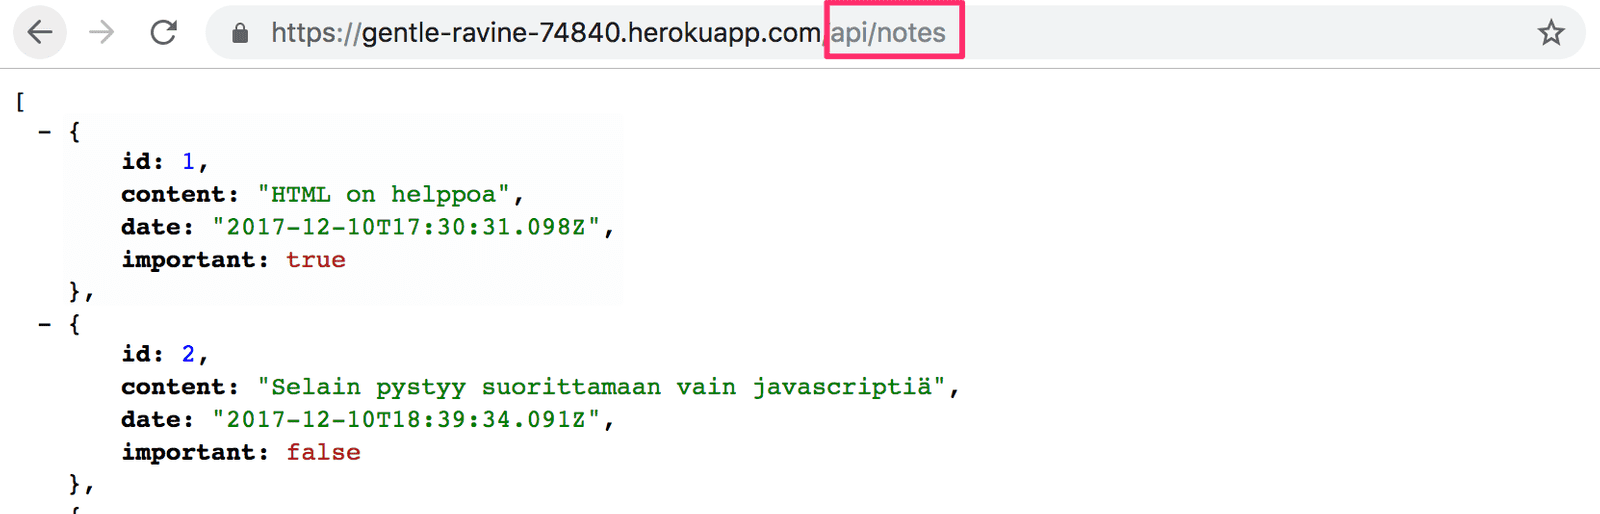 https://gentle-ravine-74840.herokuapp.com/api/notes
[
- {
id: 1,
content: "HTML on helppoa",
date: "2017-12-10T17:30:31.098Z",
important: true
},
- {
id: 2,
content: "Selain pystyy suorittamaan vain javascriptiä",
date: "2017-12-10T18:39:34.091Z",
important: false
},
{